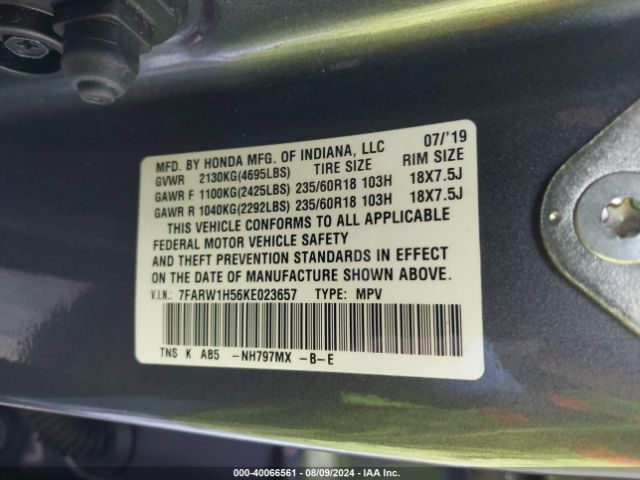 MFD. BY HONDA MFG. OF INDIANA, LLC 07/'19
GVWR 2130KG(4695LBS) TIRE SIZE RIM SIZE
GAWR F 1100KG(2425LBS) 235/60R18 103H 18X7.5J
GAWR R 1040KG(2292LBS) 235/60R18 103H 18X7.5J
THIS VEHICLE CONFORMS TO ALL APPLICABLE
FEDERAL MOTOR VEHICLE SAFETY
AND THEFT PREVENTION STANDARDS IN EFFECT
ON THE DATE OF MANUFACTURE SHOWN ABOVE.
V.I.N.: 7FARW1H56KE023657 TYPE: MPV
TNS K AB5 -NH797MX -B-E
000-40066561 / 08/09/2024 / IAA Inc.